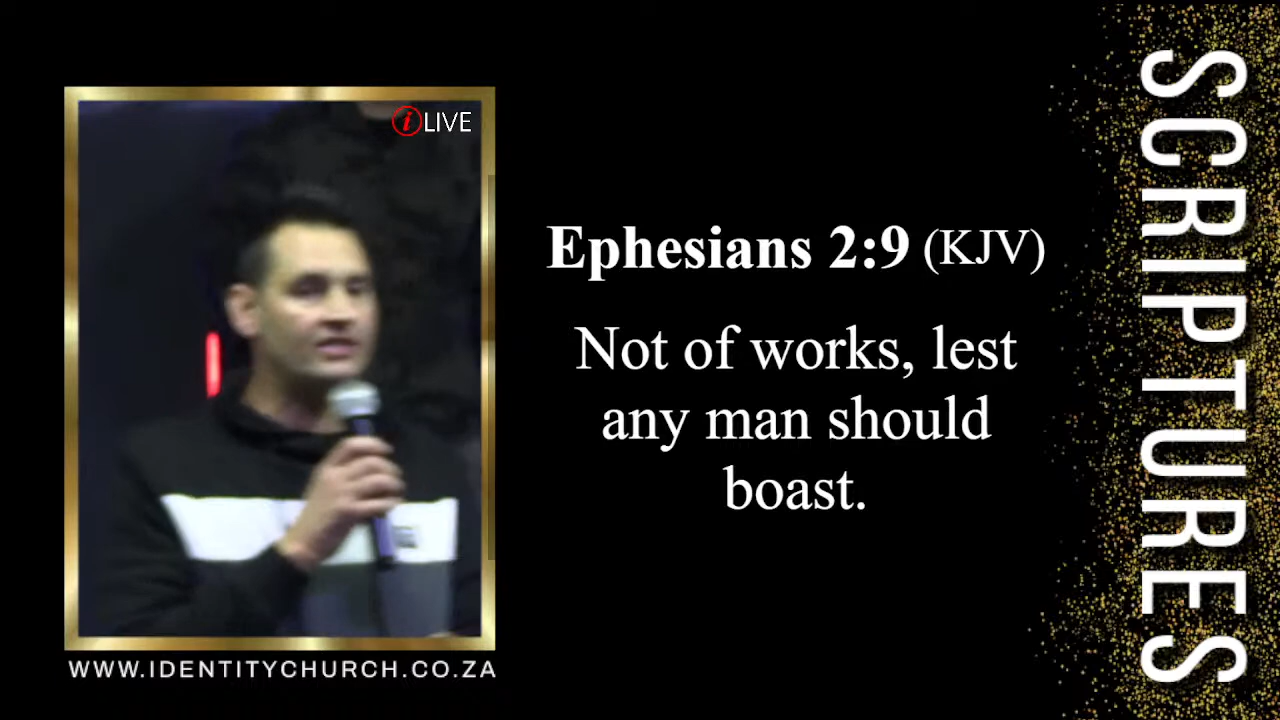 i LIVE
Ephesians 2:9 (KJV)
Not of works, lest
any man should
boast.
WWW.IDENTITYCHURCH.CO.ZA
SCRIPTURES